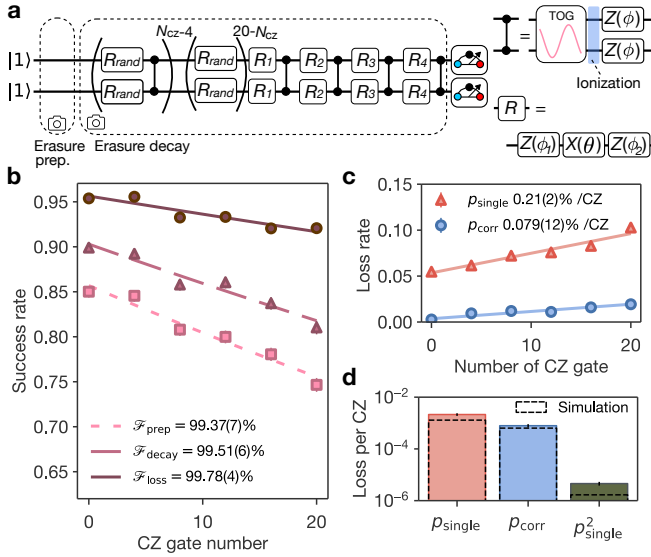 a
N_CZ-4
20-N_CZ
|1⟩
|1⟩
R_rand
R_rand
R_rand
R_rand
R_1
R_1
R_2
R_2
R_3
R_3
R_4
R_4
Erasure
prep.
Erasure decay
=
TOG
Z(ϕ)
Z(ϕ)
Ionization
R =
Z(ϕ_1)
X(θ)
Z(ϕ_2)
b
Success rate
0.95
0.90
0.85
0.80
0.75
0.65
ℱ_prep = 99.37(7)%
ℱ_decay = 99.51(6)%
ℱ_loss = 99.78(4)%
0
10
20
CZ gate number
c
Loss rate
0.15
0.10
0.05
0.00
p_single 0.21(2)% /CZ
p_corr 0.079(12)% /CZ
0
10
20
Number of CZ gate
d
Loss per CZ
10^−2
10^−4
10^−6
Simulation
p_single
p_corr
p^2_single